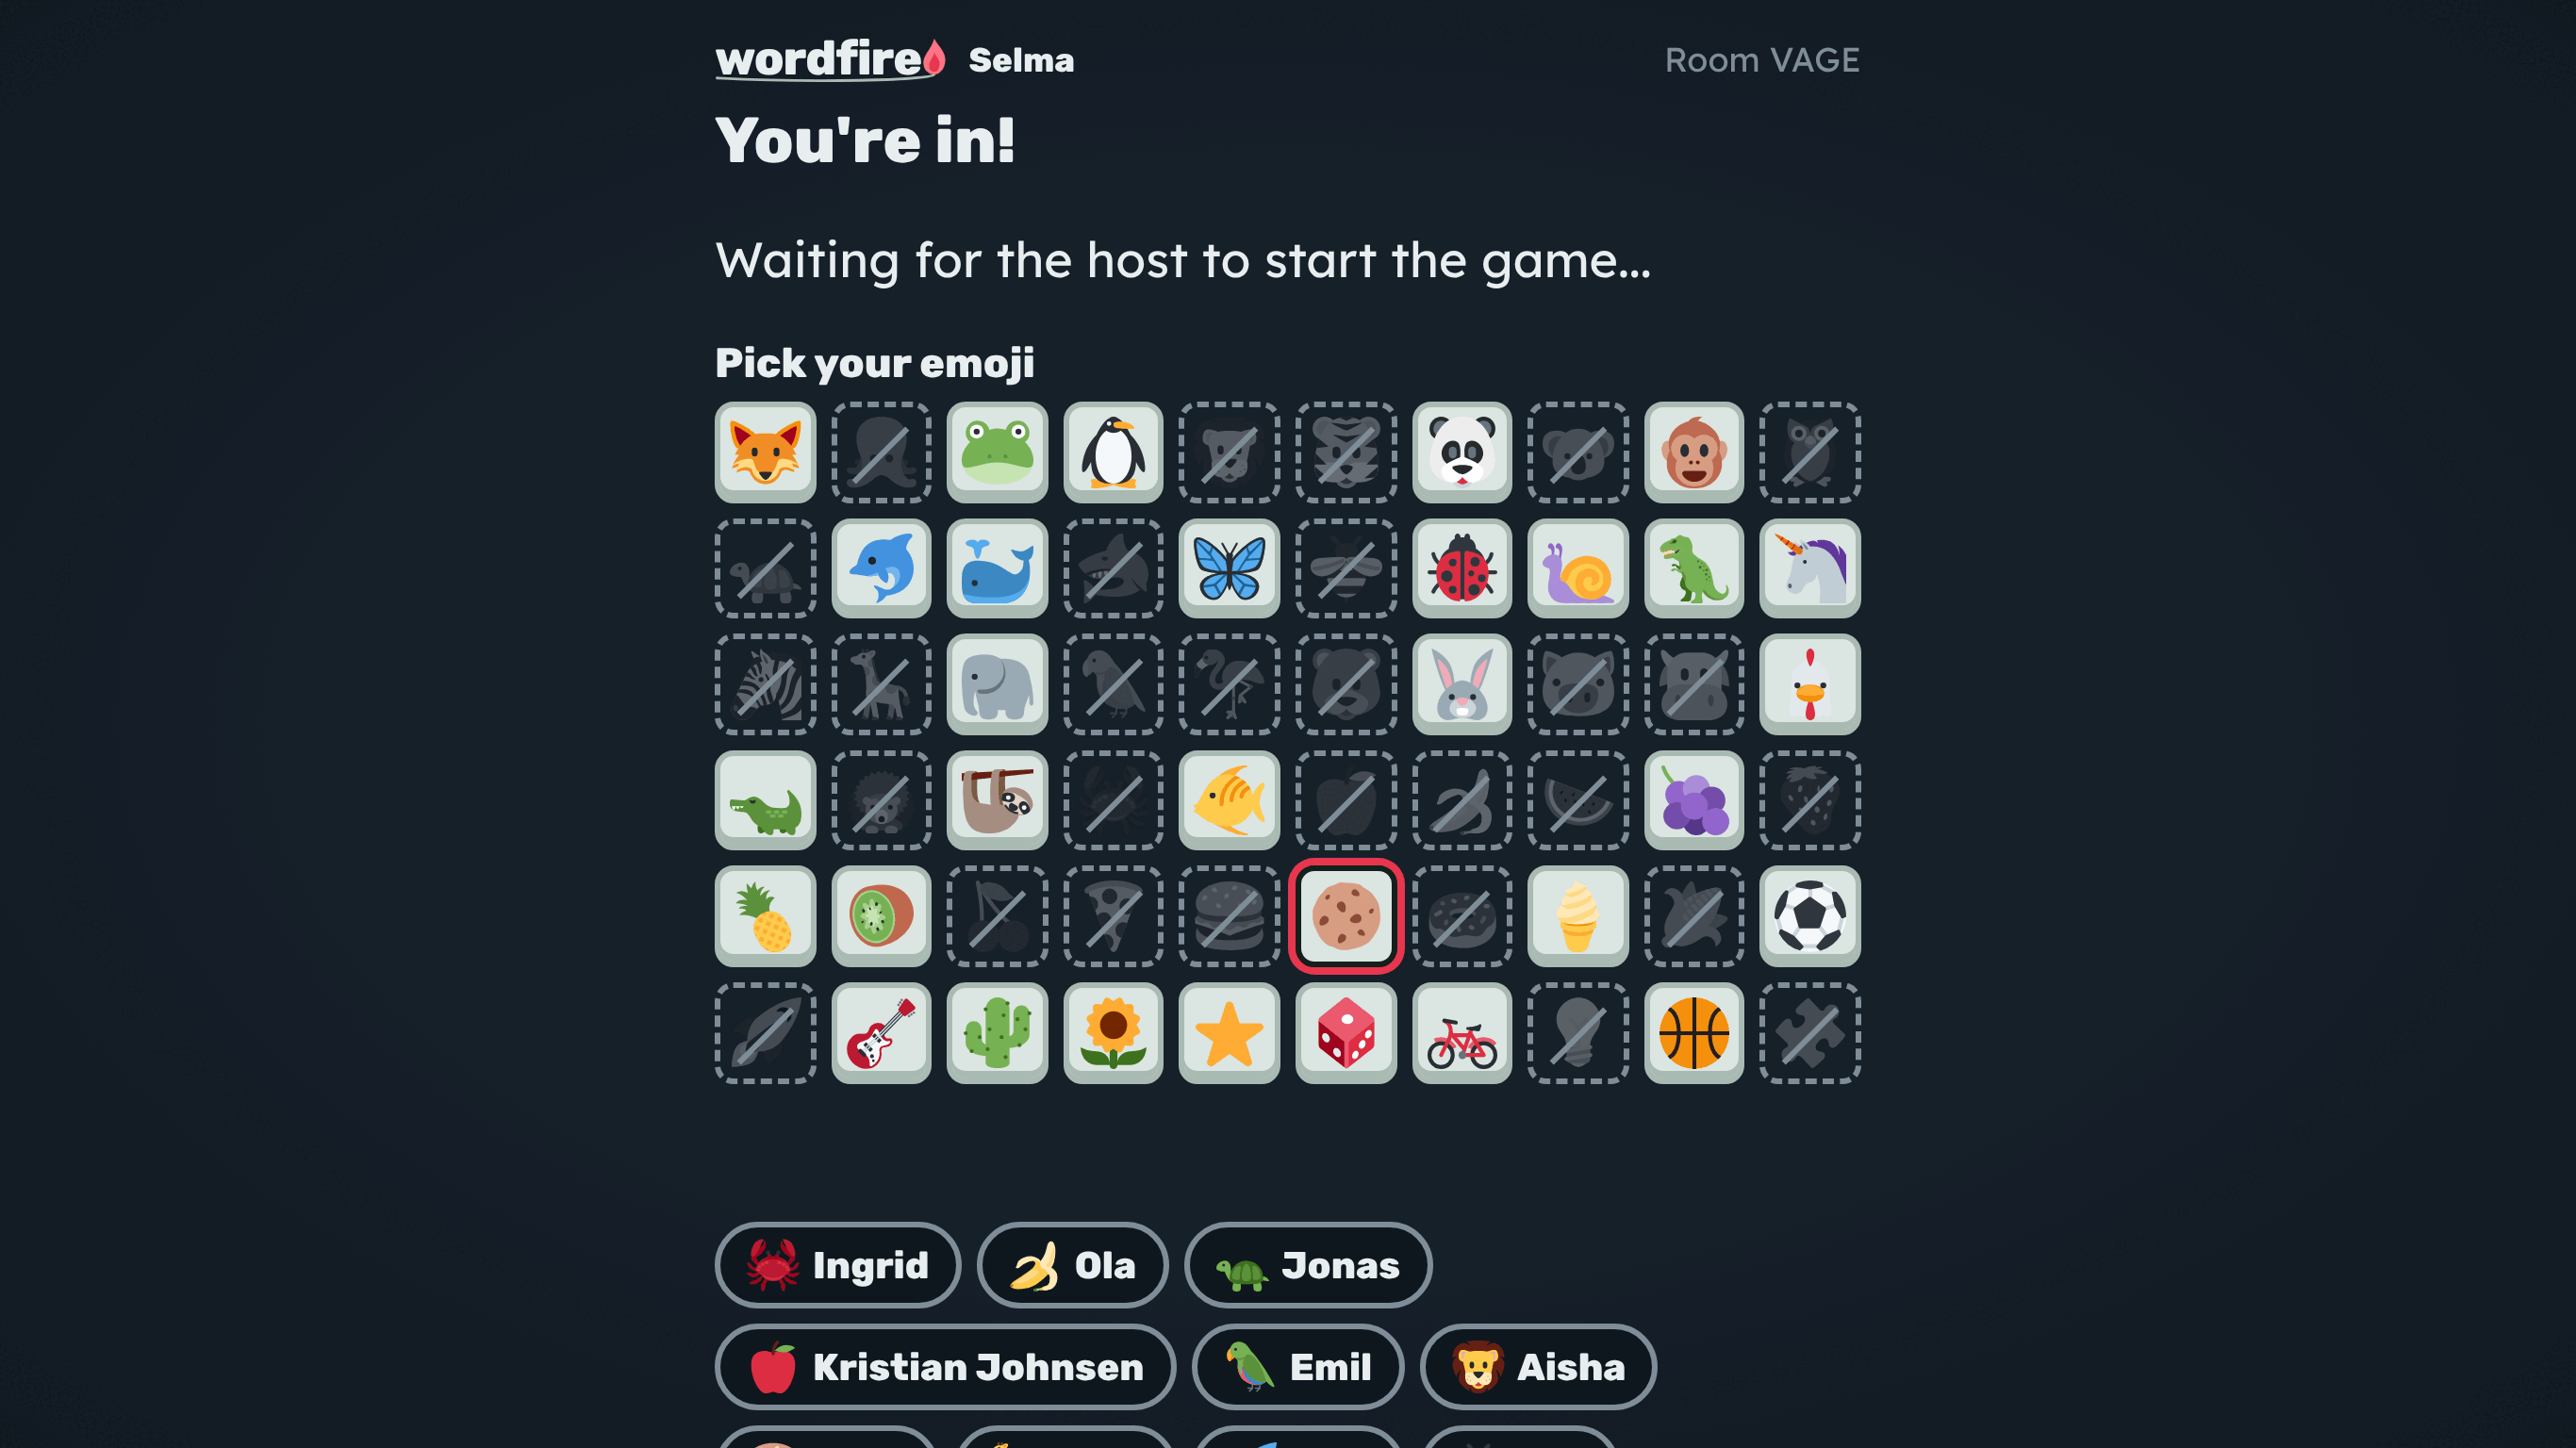 wordfire Selma Room VAGE
You're in!
Waiting for the host to start the game...
Pick your emoji
Ingrid Ola Jonas
Kristian Johnsen Emil Aisha